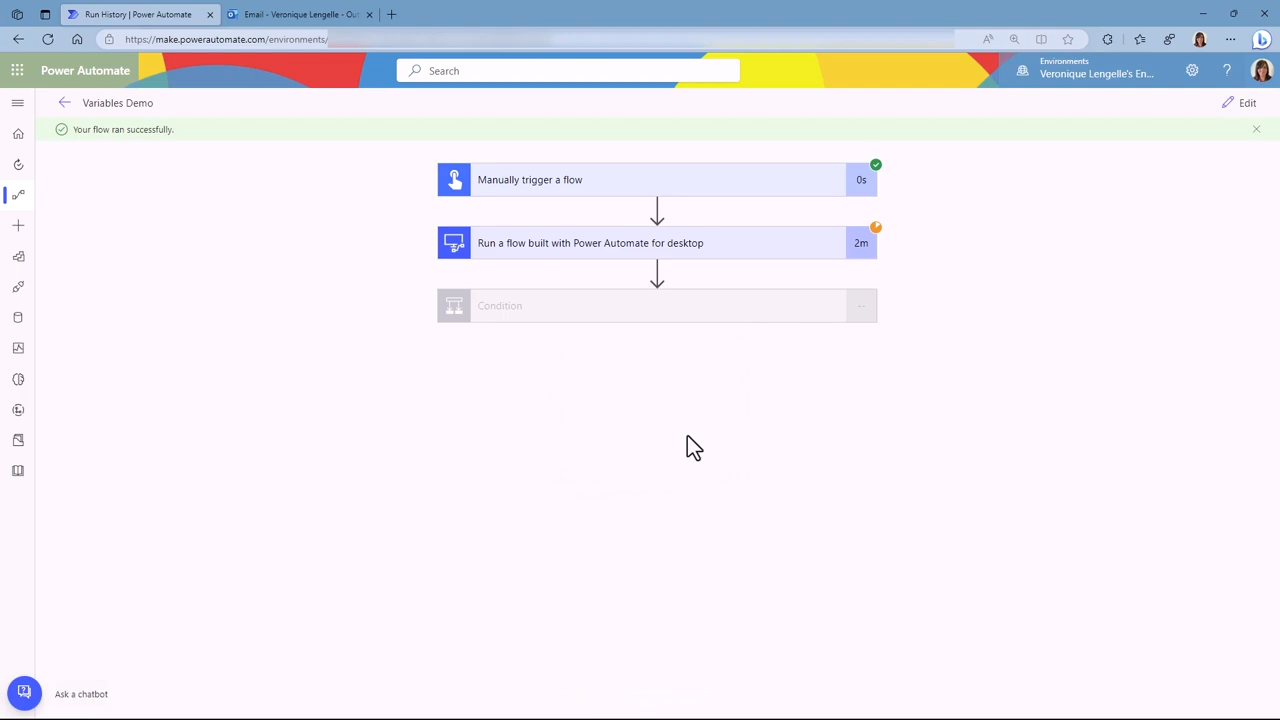 Run History | Power Automate
Email - Veronique Lengelle - Out
https://make.powerautomate.com/environments/
Power Automate
Search
Environments
Veronique Lengelle's En...
Variables Demo
Edit
Your flow ran successfully.
Manually trigger a flow
0s
Run a flow built with Power Automate for desktop
2m
Condition
--
Ask a chatbot